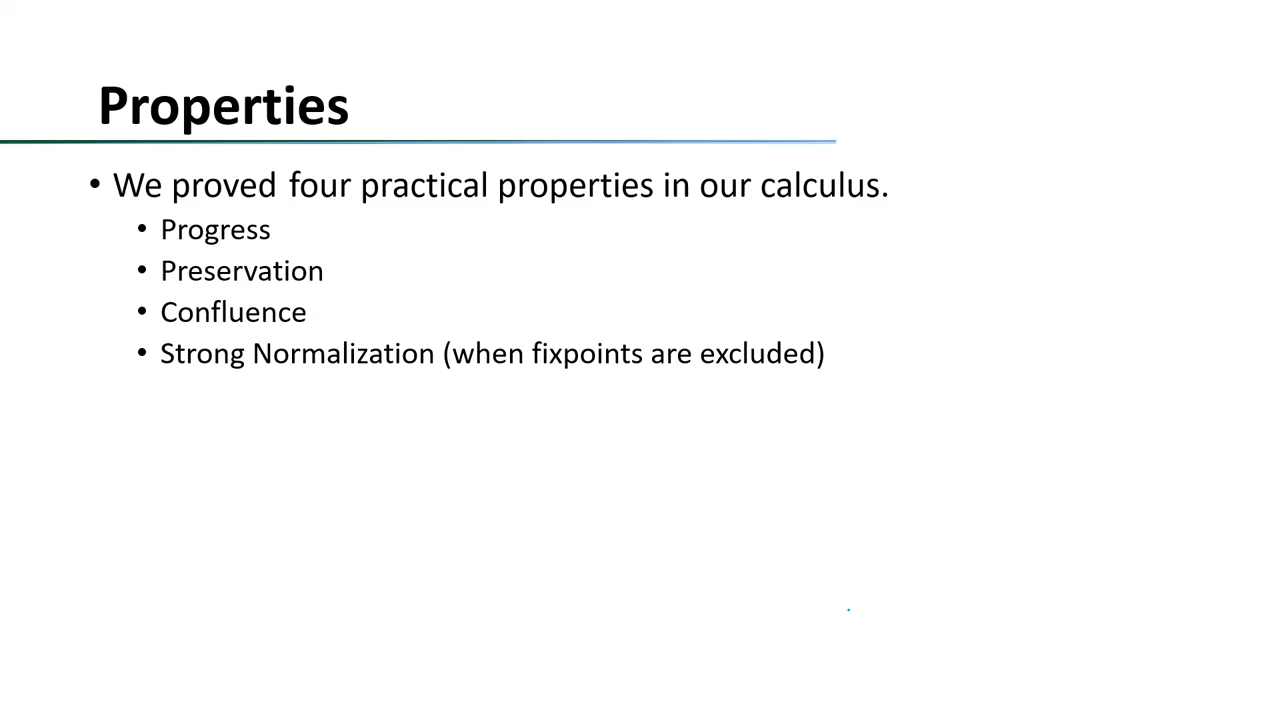 Properties
• We proved four practical properties in our calculus.
• Progress
• Preservation
• Confluence
• Strong Normalization (when fixpoints are excluded)